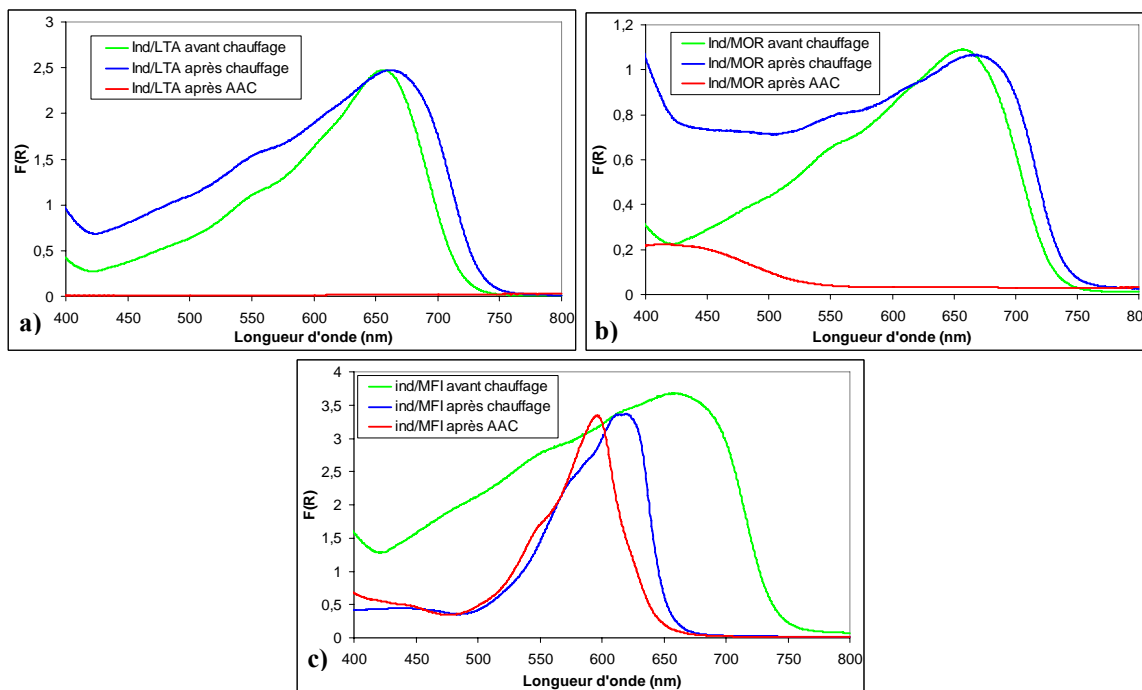 Ind/LTA avant chauffage
Ind/LTA après chauffage
Ind/LTA après AAC
F(R)
3
2,5
2
1,5
1
0,5
0
400 450 500 550 600 650 700 750 800
Longueur d'onde (nm)
a)
Ind/MOR avant chauffage
Ind/MOR après chauffage
Ind/MOR après AAC
F(R)
1,2
1
0,8
0,6
0,4
0,2
0
400 450 500 550 600 650 700 750 80
Longueur d'onde (nm)
b)
ind/MFI avant chauffage
ind/MFI après chauffage
ind/MFI après AAC
F(R)
4
3,5
3
2,5
2
1,5
1
0,5
0
400 450 500 550 600 650 700 750 800
Longueur d'onde (nm)
c)